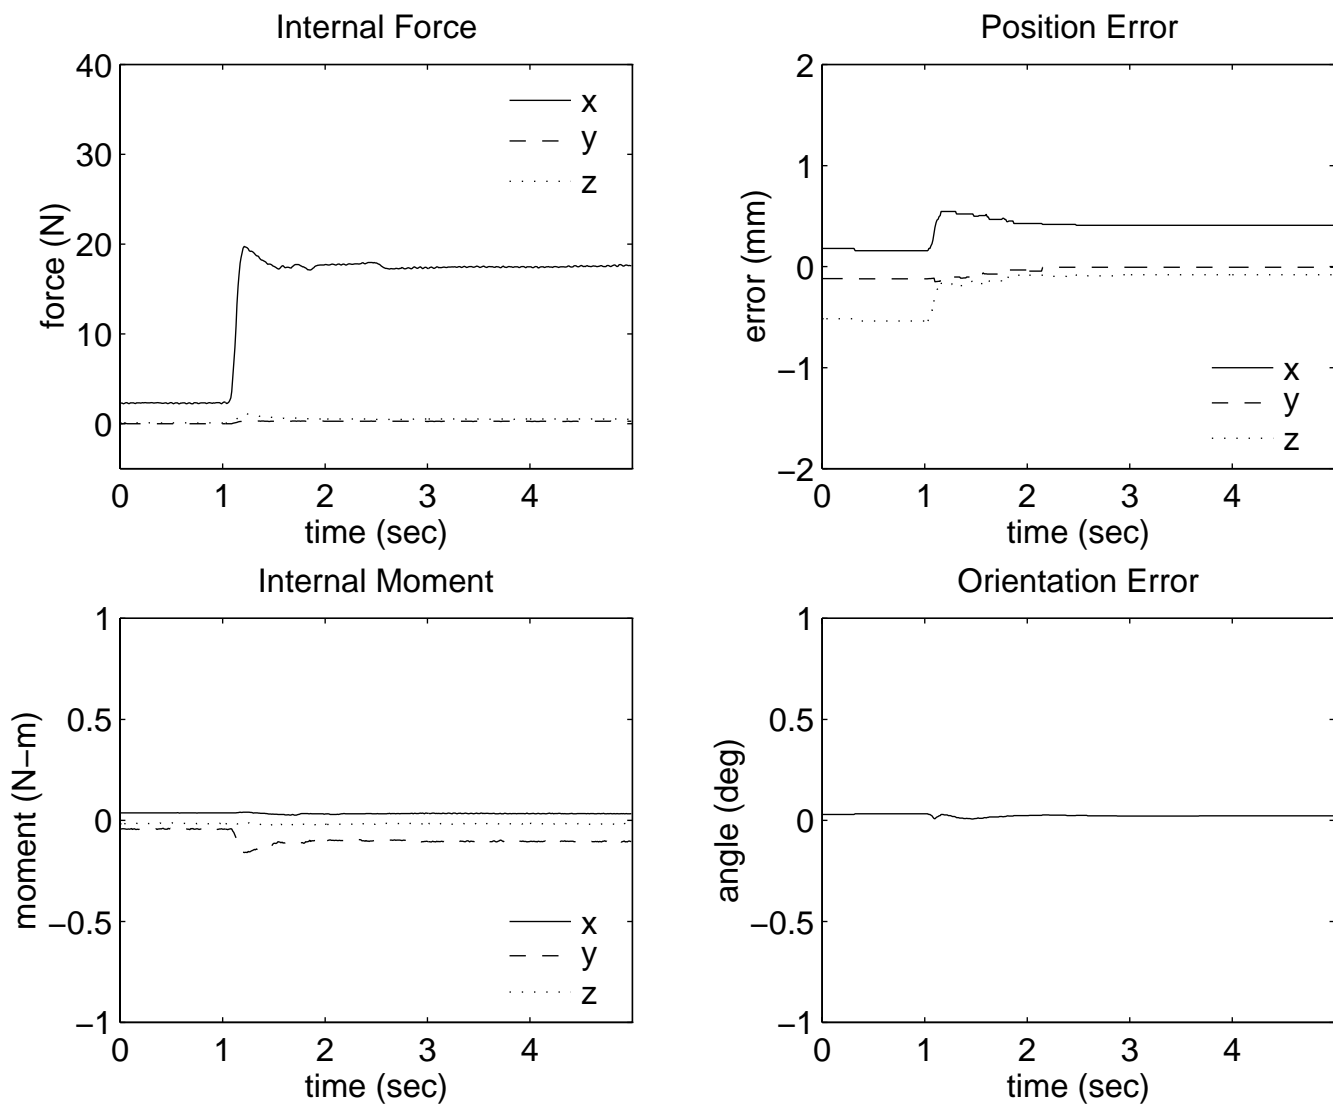 Internal Force
Position Error
40
30
20
10
0
force (N)
x
y
z
0 1 2 3 4
time (sec)
2
1
0
−1
−2
error (mm)
x
y
z
0 1 2 3 4
time (sec)
Internal Moment
Orientation Error
1
0.5
0
−0.5
−1
moment (N−m)
x
y
z
0 1 2 3 4
time (sec)
1
0.5
0
−0.5
−1
angle (deg)
0 1 2 3 4
time (sec)